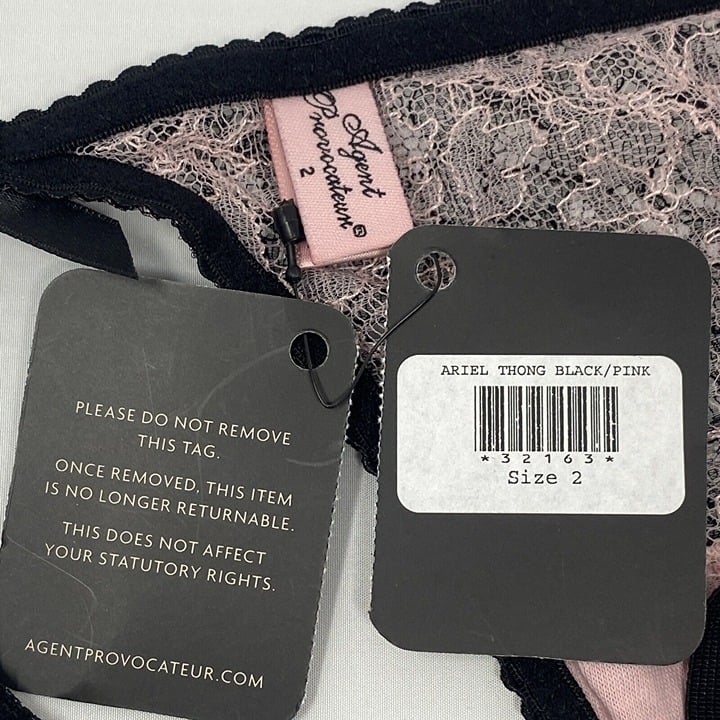 Agent
Provocateur®
2
PLEASE DO NOT REMOVE
THIS TAG.
ONCE REMOVED, THIS ITEM
IS NO LONGER RETURNABLE.
THIS DOES NOT AFFECT
YOUR STATUTORY RIGHTS.
AGENTPROVOCATEUR.COM
ARIEL THONG BLACK/PINK
*32163*
Size 2